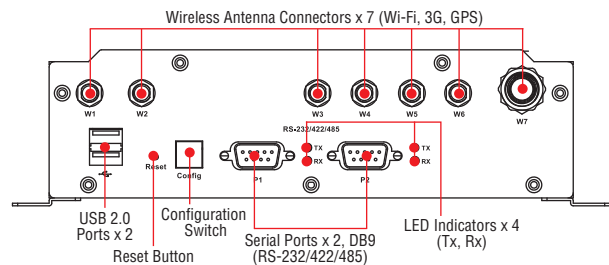 Wireless Antenna Connectors x 7 (Wi-Fi, 3G, GPS)
W1 W2 W3 W4 W5 W6 W7
RS-232/422/485
TX TX
RX RX
Reset Config P1 P2
USB 2.0
Ports x 2
Reset Button
Configuration
Switch
Serial Ports x 2, DB9
(RS-232/422/485)
LED Indicators x 4
(Tx, Rx)